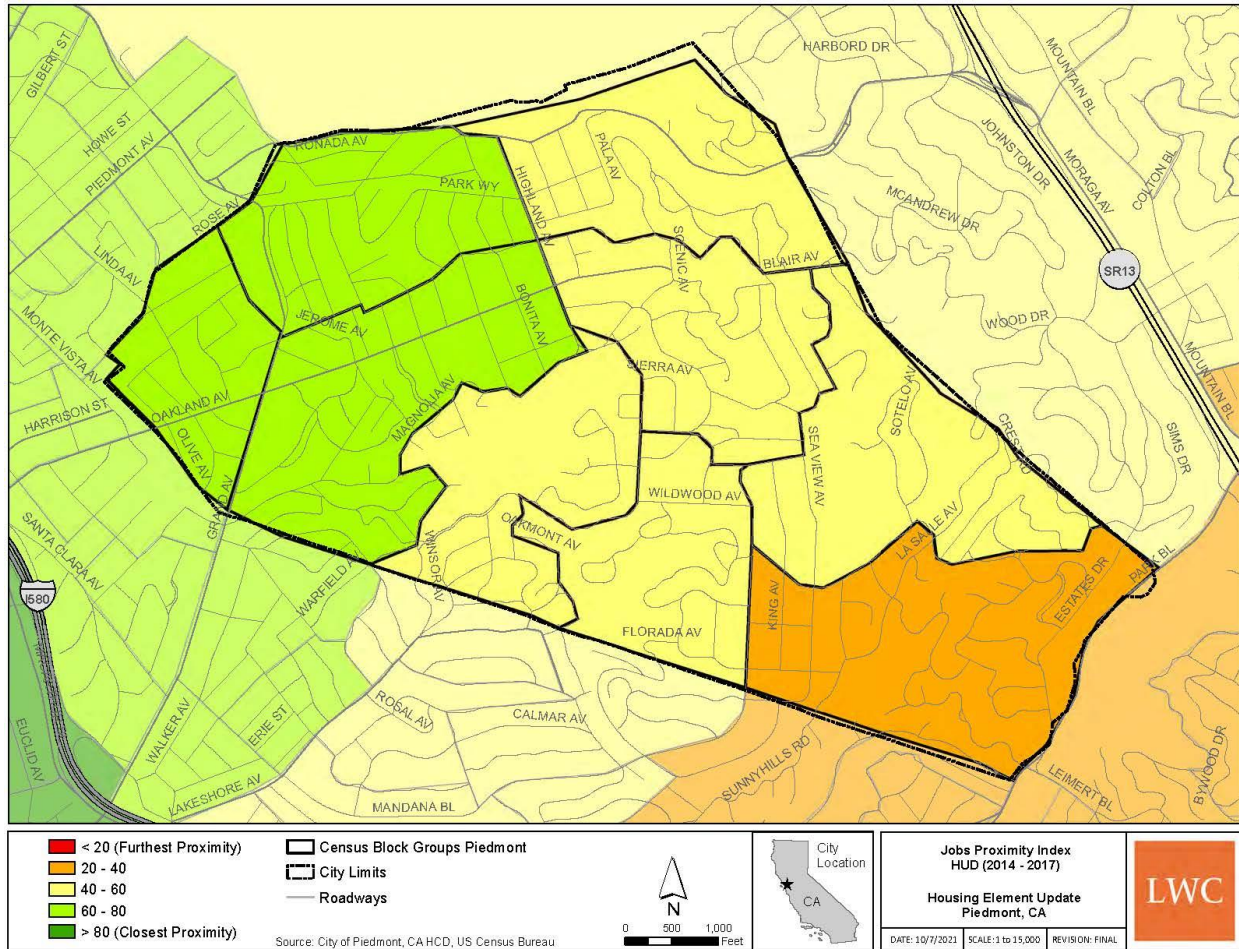 GILBERT ST
HARBORD DR
MOUNTAIN BL
HOWE ST
PIEDMONT AV
RONADA AV
PALA AV
JOHNSTON DR
MORAGA AV
COLTON BL
PARK WY
HIGHLAND AV
MCANDREW DR
ROSE AV
LINDA AV
SCENIC AV
BLAIR AV
SR13
MONTE VISTA AV
JEROME AV
BONITA AV
WOOD DR
MOUNTAIN BL
HARRISON ST
OAKLAND AV
MAGNOLIA AV
SIERRA AV
SOTELO AV
CREST RD
SIMS DR
OLIVE AV
SEA VIEW AV
GRAND AV
WILDWOOD AV
SANTA CLARA AV
OAKMONT AV
LA SALLE AV
WINSOR AV
WARFIELD AV
PARK BL
I580
KING AV
ESTATES DR
FLORADA AV
EUCLID AV
WALKER AV
ERIE ST
ROSAL AV
CALMAR AV
SUNNYHILLS RD
BYWOOD DR
LAKESHORE AV
MANDANA BL
LEIMERT BL
< 20 (Furthest Proximity)
20 - 40
40 - 60
60 - 80
> 80 (Closest Proximity)
Census Block Groups Piedmont
City Limits
Roadways
Source: City of Piedmont, CA HCD, US Census Bureau
N
0 500 1,000
Feet
City
Location
CA
Jobs Proximity Index
HUD (2014 - 2017)
Housing Element Update
Piedmont, CA
DATE: 10/7/2021 SCALE: 1 to 15,000 REVISION: FINAL
LWC